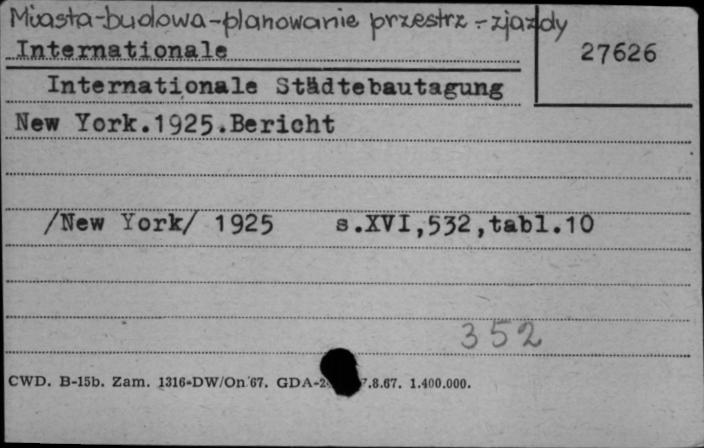 Miasta-budowa-planowanie przestrz.-zjazdy
Internationale
27626
Internationale Städtebautagung
New York.1925.Bericht
/New York/ 1925 s.XVI,532,tabl.10
352
CWD. B-15b. Zam. 1316-DW/On 67. GDA-2 7.8.67. 1.400.000.